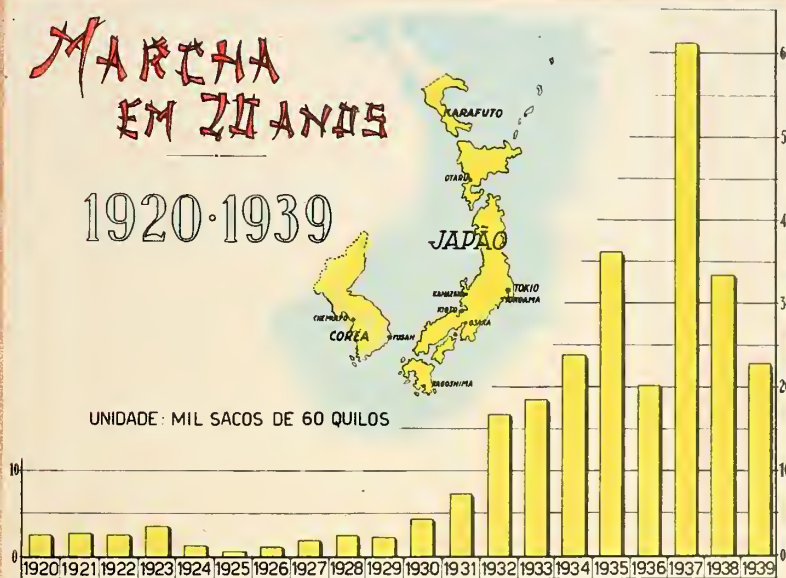 MARCHA
EM 20 ANOS
1920·1939
KARAFUTO
OTARU
JAPÃO
TOKIO
KIOTO
OSAKA
CHEMULPO
CORÉA
FUSAN
KAGOSHIMA
UNIDADE: MIL SACOS DE 60 QUILOS
10
0
1920 1921 1922 1923 1924 1925 1926 1927 1928 1929 1930 1931 1932 1933 1934 1935 1936 1937 1938 1939